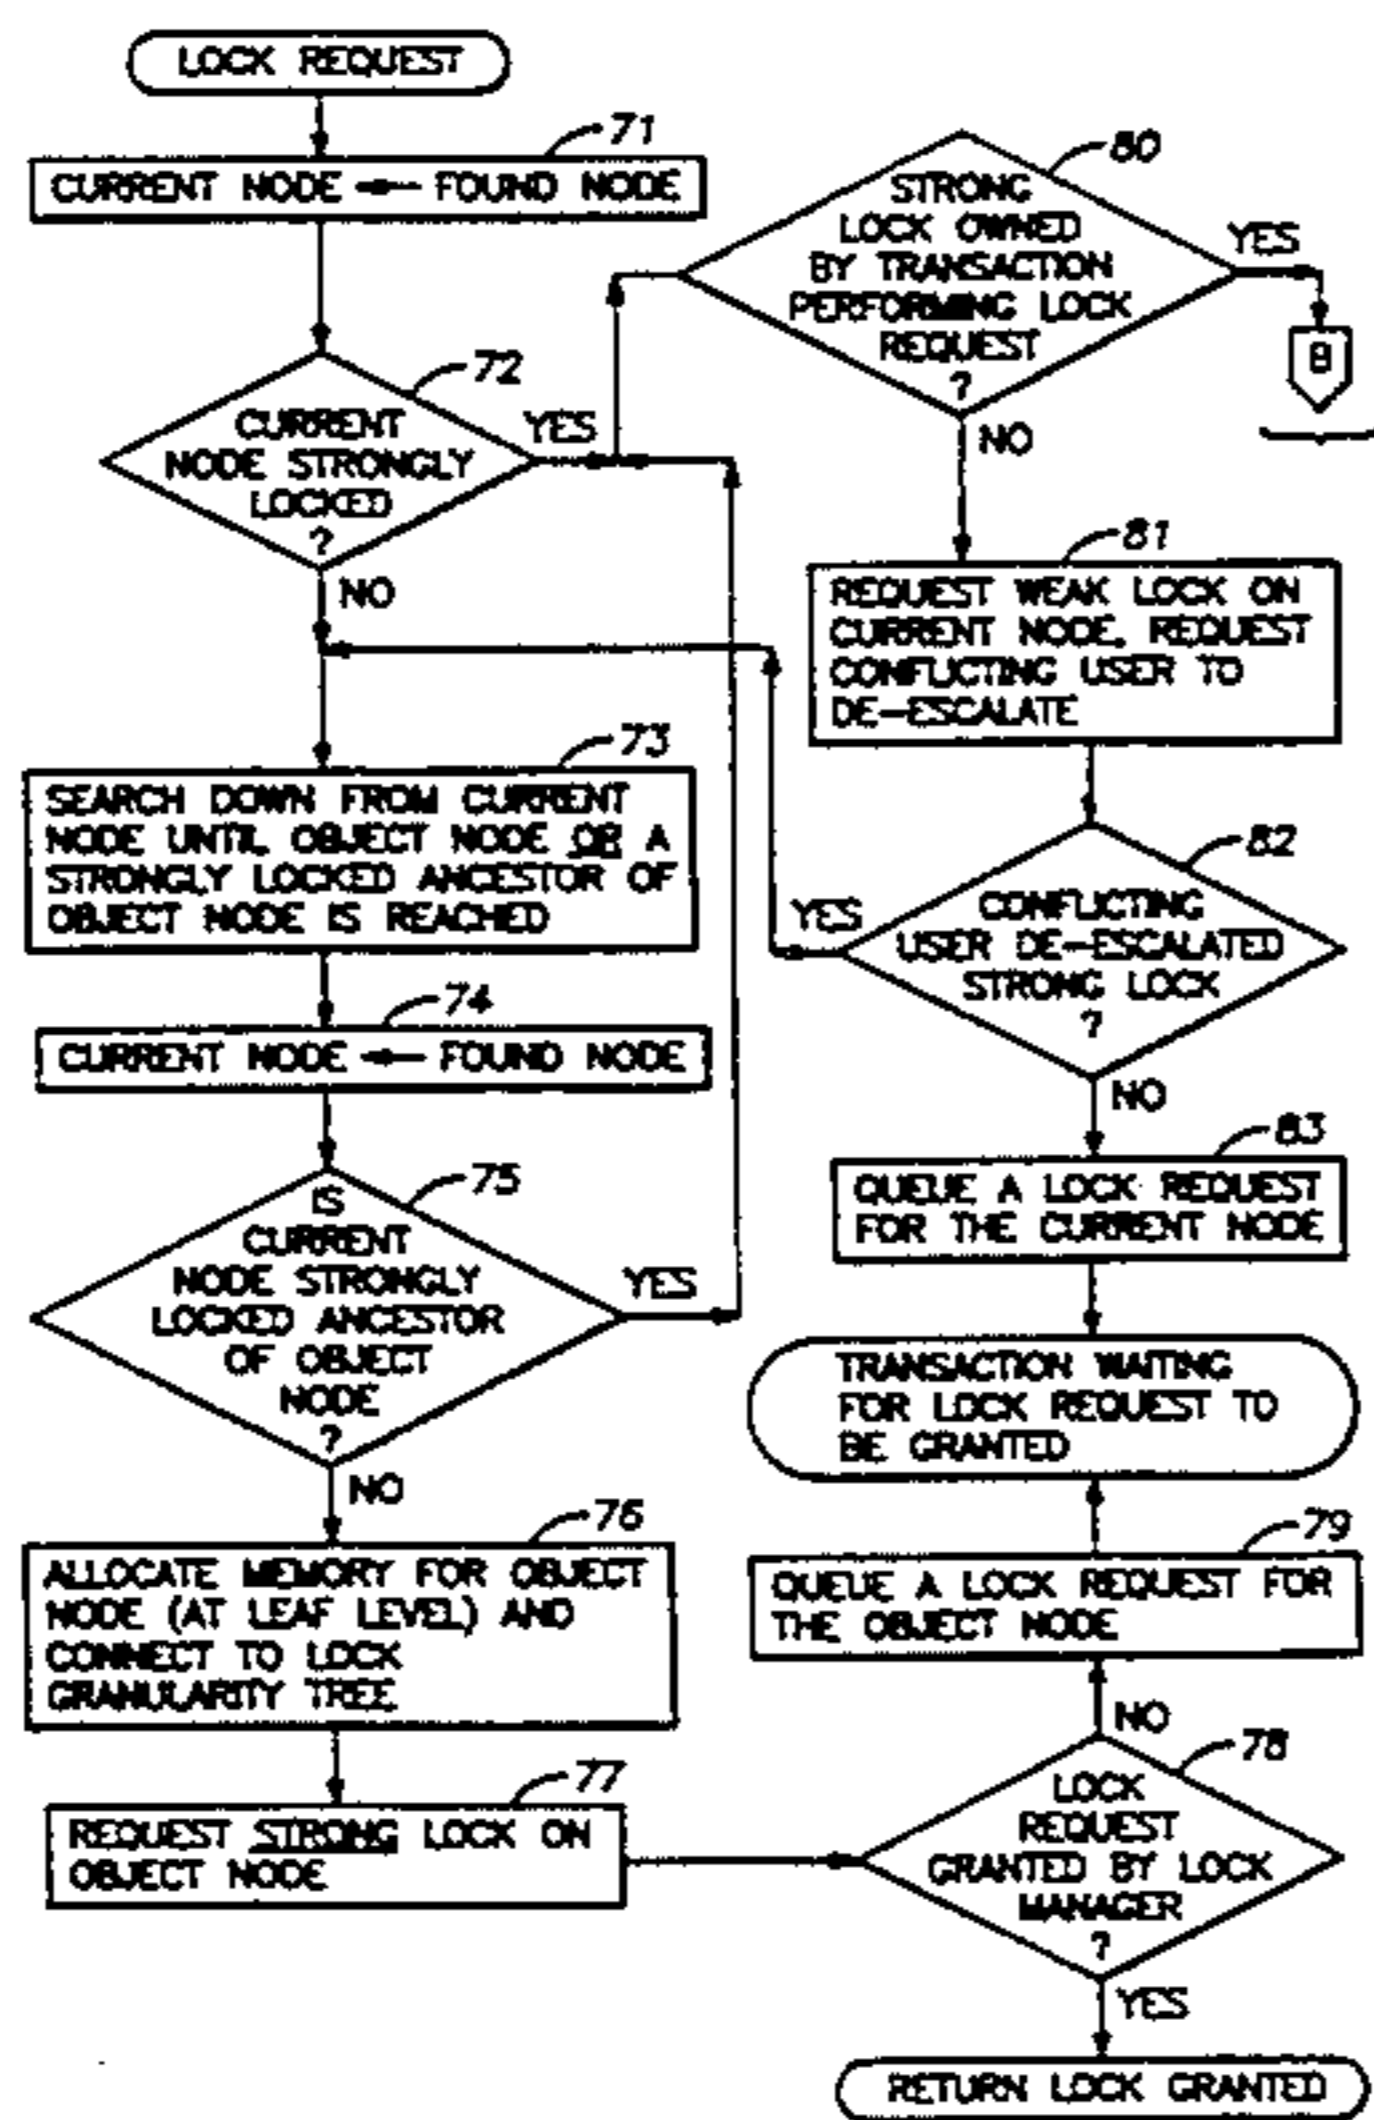 LOCK REQUEST
71
CURRENT NODE ← FOUND NODE
72
CURRENT
NODE STRONGLY
LOCKED
?
YES
NO
73
SEARCH DOWN FROM CURRENT
NODE UNTIL OBJECT NODE OR A
STRONGLY LOCKED ANCESTOR OF
OBJECT NODE IS REACHED
74
CURRENT NODE ← FOUND NODE
75
IS
CURRENT
NODE STRONGLY
LOCKED ANCESTOR
OF OBJECT
NODE
?
YES
NO
76
ALLOCATE MEMORY FOR OBJECT
NODE (AT LEAF LEVEL) AND
CONNECT TO LOCK
GRANULARITY TREE
77
REQUEST STRONG LOCK ON
OBJECT NODE
80
STRONG
LOCK OWNED
BY TRANSACTION
PERFORMING LOCK
REQUEST
?
YES
B
NO
81
REQUEST WEAK LOCK ON
CURRENT NODE. REQUEST
CONFLICTING USER TO
DE-ESCALATE
82
CONFLICTING
USER DE-ESCALATED
STRONG LOCK
?
YES
NO
83
QUEUE A LOCK REQUEST
FOR THE CURRENT NODE
TRANSACTION WAITING
FOR LOCK REQUEST TO
BE GRANTED
79
QUEUE A LOCK REQUEST FOR
THE OBJECT NODE
NO
78
LOCK
REQUEST
GRANTED BY LOCK
MANAGER
?
YES
RETURN LOCK GRANTED